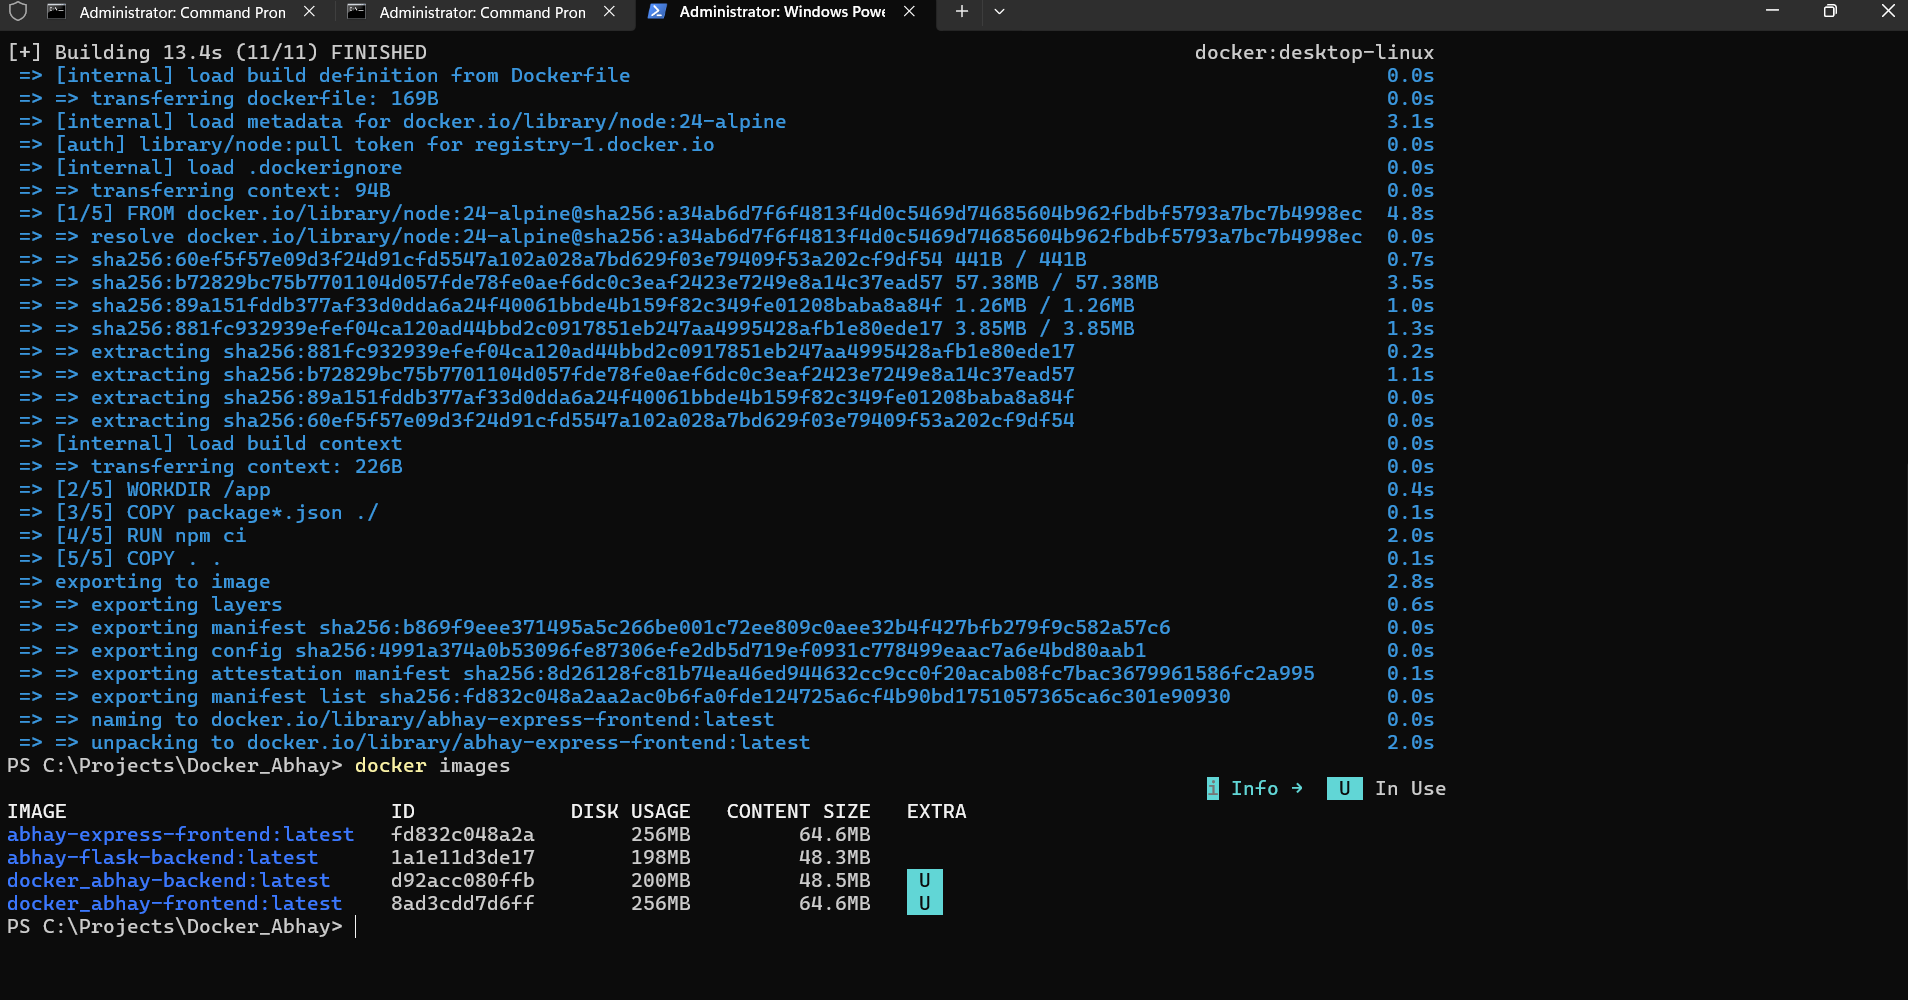 Administrator: Command Pron Administrator: Command Pron Administrator: Windows Powe
[+] Building 13.4s (11/11) FINISHED docker:desktop-linux
=> [internal] load build definition from Dockerfile 0.0s
=> => transferring dockerfile: 169B 0.0s
=> [internal] load metadata for docker.io/library/node:24-alpine 3.1s
=> [auth] library/node:pull token for registry-1.docker.io 0.0s
=> [internal] load .dockerignore 0.0s
=> => transferring context: 94B 0.0s
=> [1/5] FROM docker.io/library/node:24-alpine@sha256:a34ab6d7f6f4813f4d0c5469d74685604b962fbdbf5793a7bc7b4998ec 4.8s
=> => resolve docker.io/library/node:24-alpine@sha256:a34ab6d7f6f4813f4d0c5469d74685604b962fbdbf5793a7bc7b4998ec 0.0s
=> => sha256:60ef5f57e09d3f24d91cfd5547a102a028a7bd629f03e79409f53a202cf9df54 441B / 441B 0.7s
=> => sha256:b72829bc75b7701104d057fde78fe0aef6dc0c3eaf2423e7249e8a14c37ead57 57.38MB / 57.38MB 3.5s
=> => sha256:89a151fddb377af33d0dda6a24f40061bbde4b159f82c349fe01208baba8a84f 1.26MB / 1.26MB 1.0s
=> => sha256:881fc932939efef04ca120ad44bbd2c0917851eb247aa4995428afb1e80ede17 3.85MB / 3.85MB 1.3s
=> => extracting sha256:881fc932939efef04ca120ad44bbd2c0917851eb247aa4995428afb1e80ede17 0.2s
=> => extracting sha256:b72829bc75b7701104d057fde78fe0aef6dc0c3eaf2423e7249e8a14c37ead57 1.1s
=> => extracting sha256:89a151fddb377af33d0dda6a24f40061bbde4b159f82c349fe01208baba8a84f 0.0s
=> => extracting sha256:60ef5f57e09d3f24d91cfd5547a102a028a7bd629f03e79409f53a202cf9df54 0.0s
=> [internal] load build context 0.0s
=> => transferring context: 226B 0.0s
=> [2/5] WORKDIR /app 0.4s
=> [3/5] COPY package*.json ./ 0.1s
=> [4/5] RUN npm ci 2.0s
=> [5/5] COPY . . 0.1s
=> exporting to image 2.8s
=> => exporting layers 0.6s
=> => exporting manifest sha256:b869f9eee371495a5c266be001c72ee809c0aee32b4f427bfb279f9c582a57c6 0.0s
=> => exporting config sha256:4991a374a0b53096fe87306efe2db5d719ef0931c778499eaac7a6e4bd80aab1 0.0s
=> => exporting attestation manifest sha256:8d26128fc81b74ea46ed944632cc9cc0f20acab08fc7bac3679961586fc2a995 0.1s
=> => exporting manifest list sha256:fd832c048a2aa2ac0b6fa0fde124725a6cf4b90bd1751057365ca6c301e90930 0.0s
=> => naming to docker.io/library/abhay-express-frontend:latest 0.0s
=> => unpacking to docker.io/library/abhay-express-frontend:latest 2.0s
PS C:\Projects\Docker_Abhay> docker images
i Info → U In Use
IMAGE ID DISK USAGE CONTENT SIZE EXTRA
abhay-express-frontend:latest fd832c048a2a 256MB 64.6MB
abhay-flask-backend:latest 1a1e11d3de17 198MB 48.3MB
docker_abhay-backend:latest d92acc080ffb 200MB 48.5MB U
docker_abhay-frontend:latest 8ad3cdd7d6ff 256MB 64.6MB U
PS C:\Projects\Docker_Abhay>